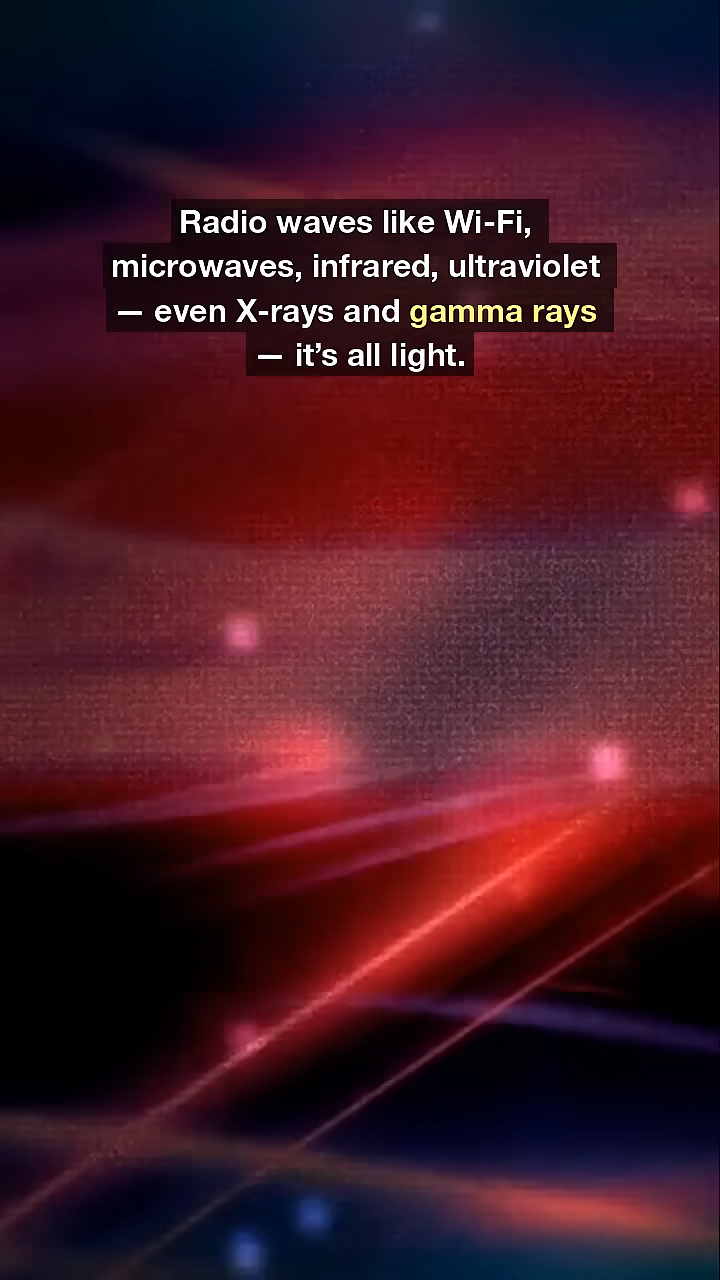 Radio waves like Wi-Fi,
microwaves, infrared, ultraviolet
— even X-rays and gamma rays
— it’s all light.